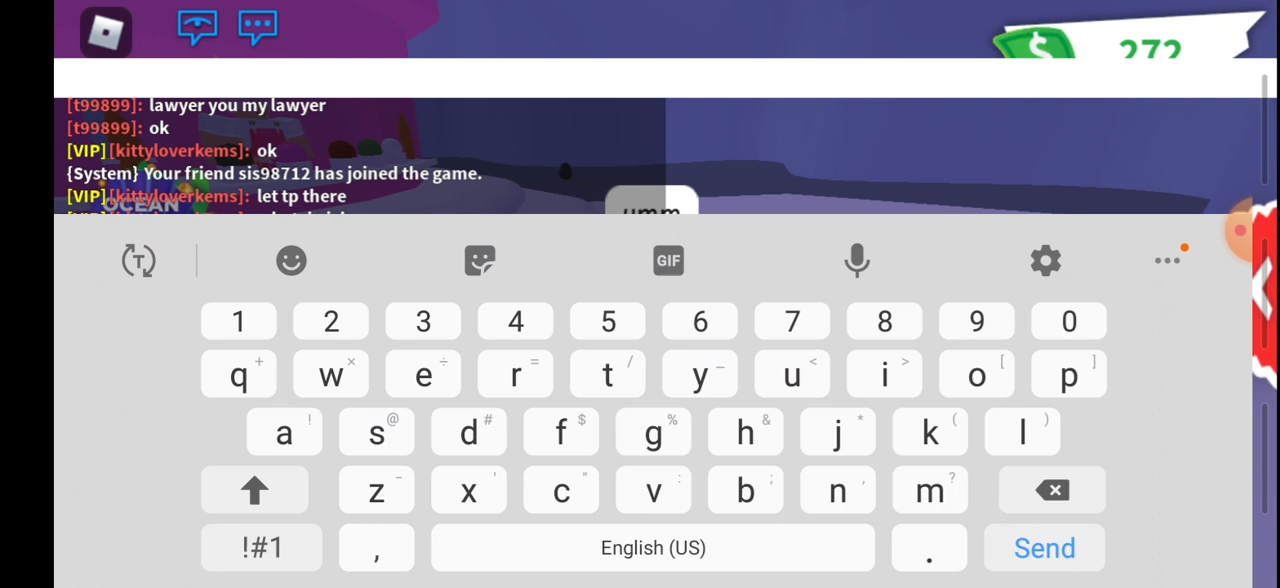 272
[t99899]: lawyer you my lawyer
[t99899]: ok
[VIP] [kittyloverkems]: ok
{System} Your friend sis98712 has joined the game.
[VIP] [kittyloverkems]: let tp there
OCEAN
umm
GIF
1 2 3 4 5 6 7 8 9 0
q + w × e ÷ r = t / y _ u < i > o [ p ]
a ! s @ d # f $ g % h & j * k ( l )
z - x ' c " v : b ; n , m ?
!#1 , English (US) . Send